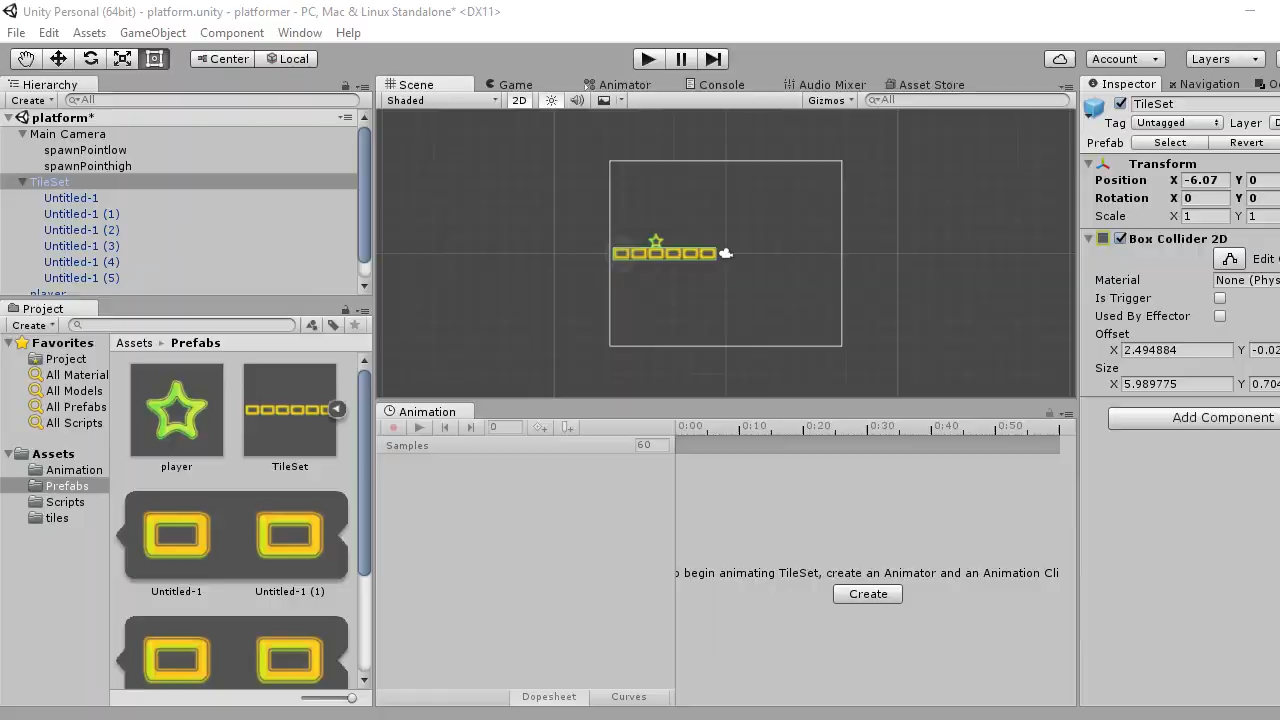 Unity Personal (64bit) - platform.unity - platformer - PC, Mac & Linux Standalone* <DX11>
File Edit Assets GameObject Component Window Help
Center Local Account Layers
Hierarchy
Create All
platform*
Main Camera
spawnPointlow
spawnPointhigh
TileSet
Untitled-1
Untitled-1 (1)
Untitled-1 (2)
Untitled-1 (3)
Untitled-1 (4)
Untitled-1 (5)
player
Project
Create
Favorites
Project
All Material
All Models
All Prefabs
All Scripts
Assets
Animation
Prefabs
Scripts
tiles
Assets Prefabs
player TileSet
Untitled-1 Untitled-1 (1)
Scene Game Animator Console Audio Mixer Asset Store
Shaded 2D Gizmos All
Animation
0 0:00 0:10 0:20 0:30 0:40 0:50
Samples 60
o begin animating TileSet, create an Animator and an Animation Cli
Create
Dopesheet Curves
Inspector Navigation
TileSet
Tag Untagged Layer D
Prefab Select Revert
Transform
Position X -6.07 Y 0
Rotation X 0 Y 0
Scale X 1 Y 1
Box Collider 2D
Edit
Material None (Phys
Is Trigger
Used By Effector
Offset
X 2.494884 Y -0.02
Size
X 5.989775 Y 0.704
Add Component